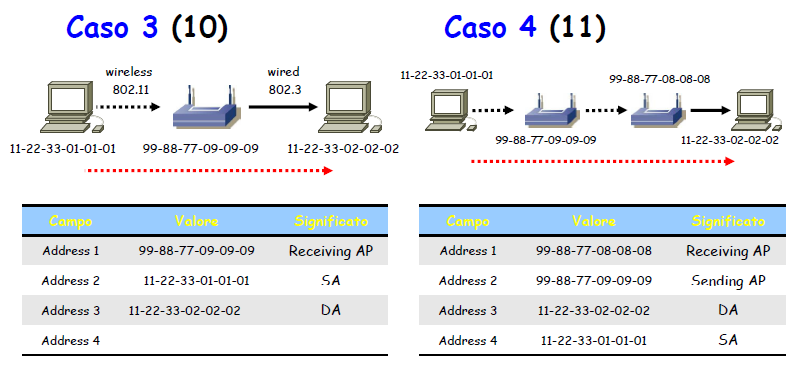 Caso 3 (10)
wireless
802.11
wired
802.3
11-22-33-01-01-01
99-88-77-09-09-09
11-22-33-02-02-02
Campo Valore Significato
Address 1 99-88-77-09-09-09 Receiving AP
Address 2 11-22-33-01-01-01 SA
Address 3 11-22-33-02-02-02 DA
Address 4
Caso 4 (11)
11-22-33-01-01-01
99-88-77-08-08-08
99-88-77-09-09-09
11-22-33-02-02-02
Campo Valore Significato
Address 1 99-88-77-08-08-08 Receiving AP
Address 2 99-88-77-09-09-09 Sending AP
Address 3 11-22-33-02-02-02 DA
Address 4 11-22-33-01-01-01 SA